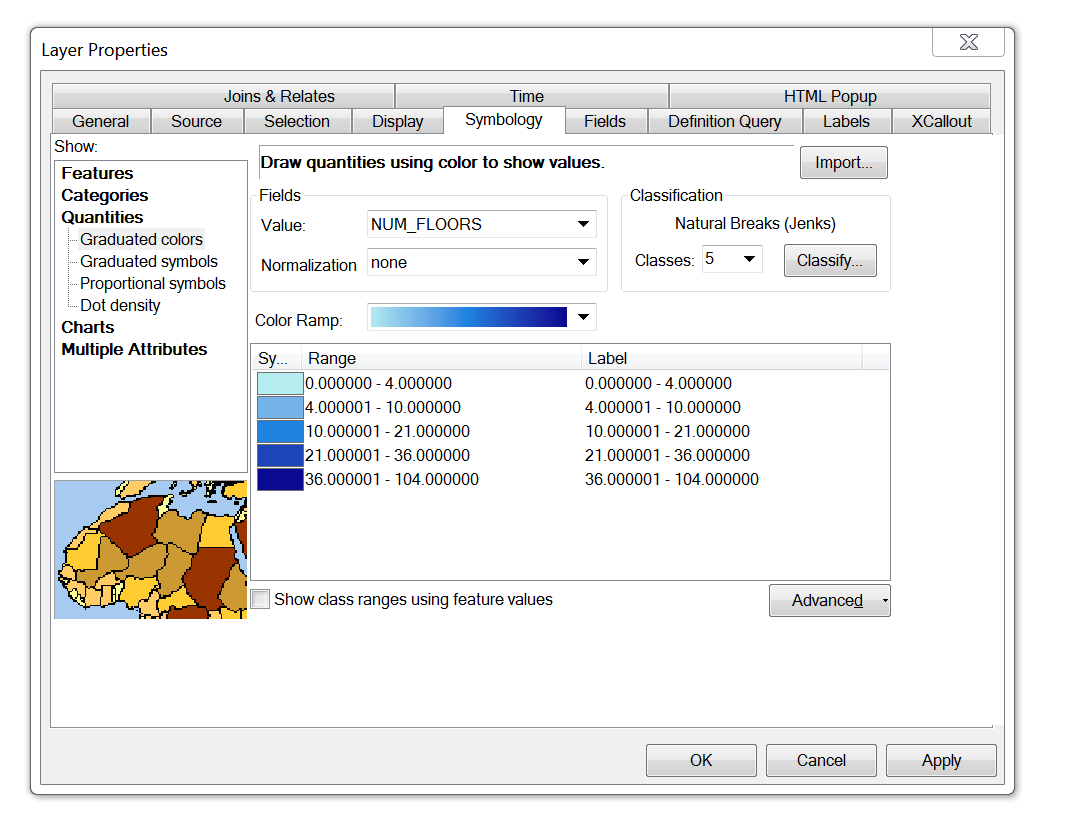 Layer Properties
Joins & Relates Time HTML Popup
General Source Selection Display Symbology Fields Definition Query Labels XCallout
Show:
Features
Categories
Quantities
Graduated colors
Graduated symbols
Proportional symbols
Dot density
Charts
Multiple Attributes
Draw quantities using color to show values.
Import...
Fields
Value: NUM_FLOORS
Normalization none
Classification
Natural Breaks (Jenks)
Classes: 5 Classify...
Color Ramp:
Sy... Range Label
0.000000 - 4.000000 0.000000 - 4.000000
4.000001 - 10.000000 4.000001 - 10.000000
10.000001 - 21.000000 10.000001 - 21.000000
21.000001 - 36.000000 21.000001 - 36.000000
36.000001 - 104.000000 36.000001 - 104.000000
Show class ranges using feature values
Advanced
OK Cancel Apply